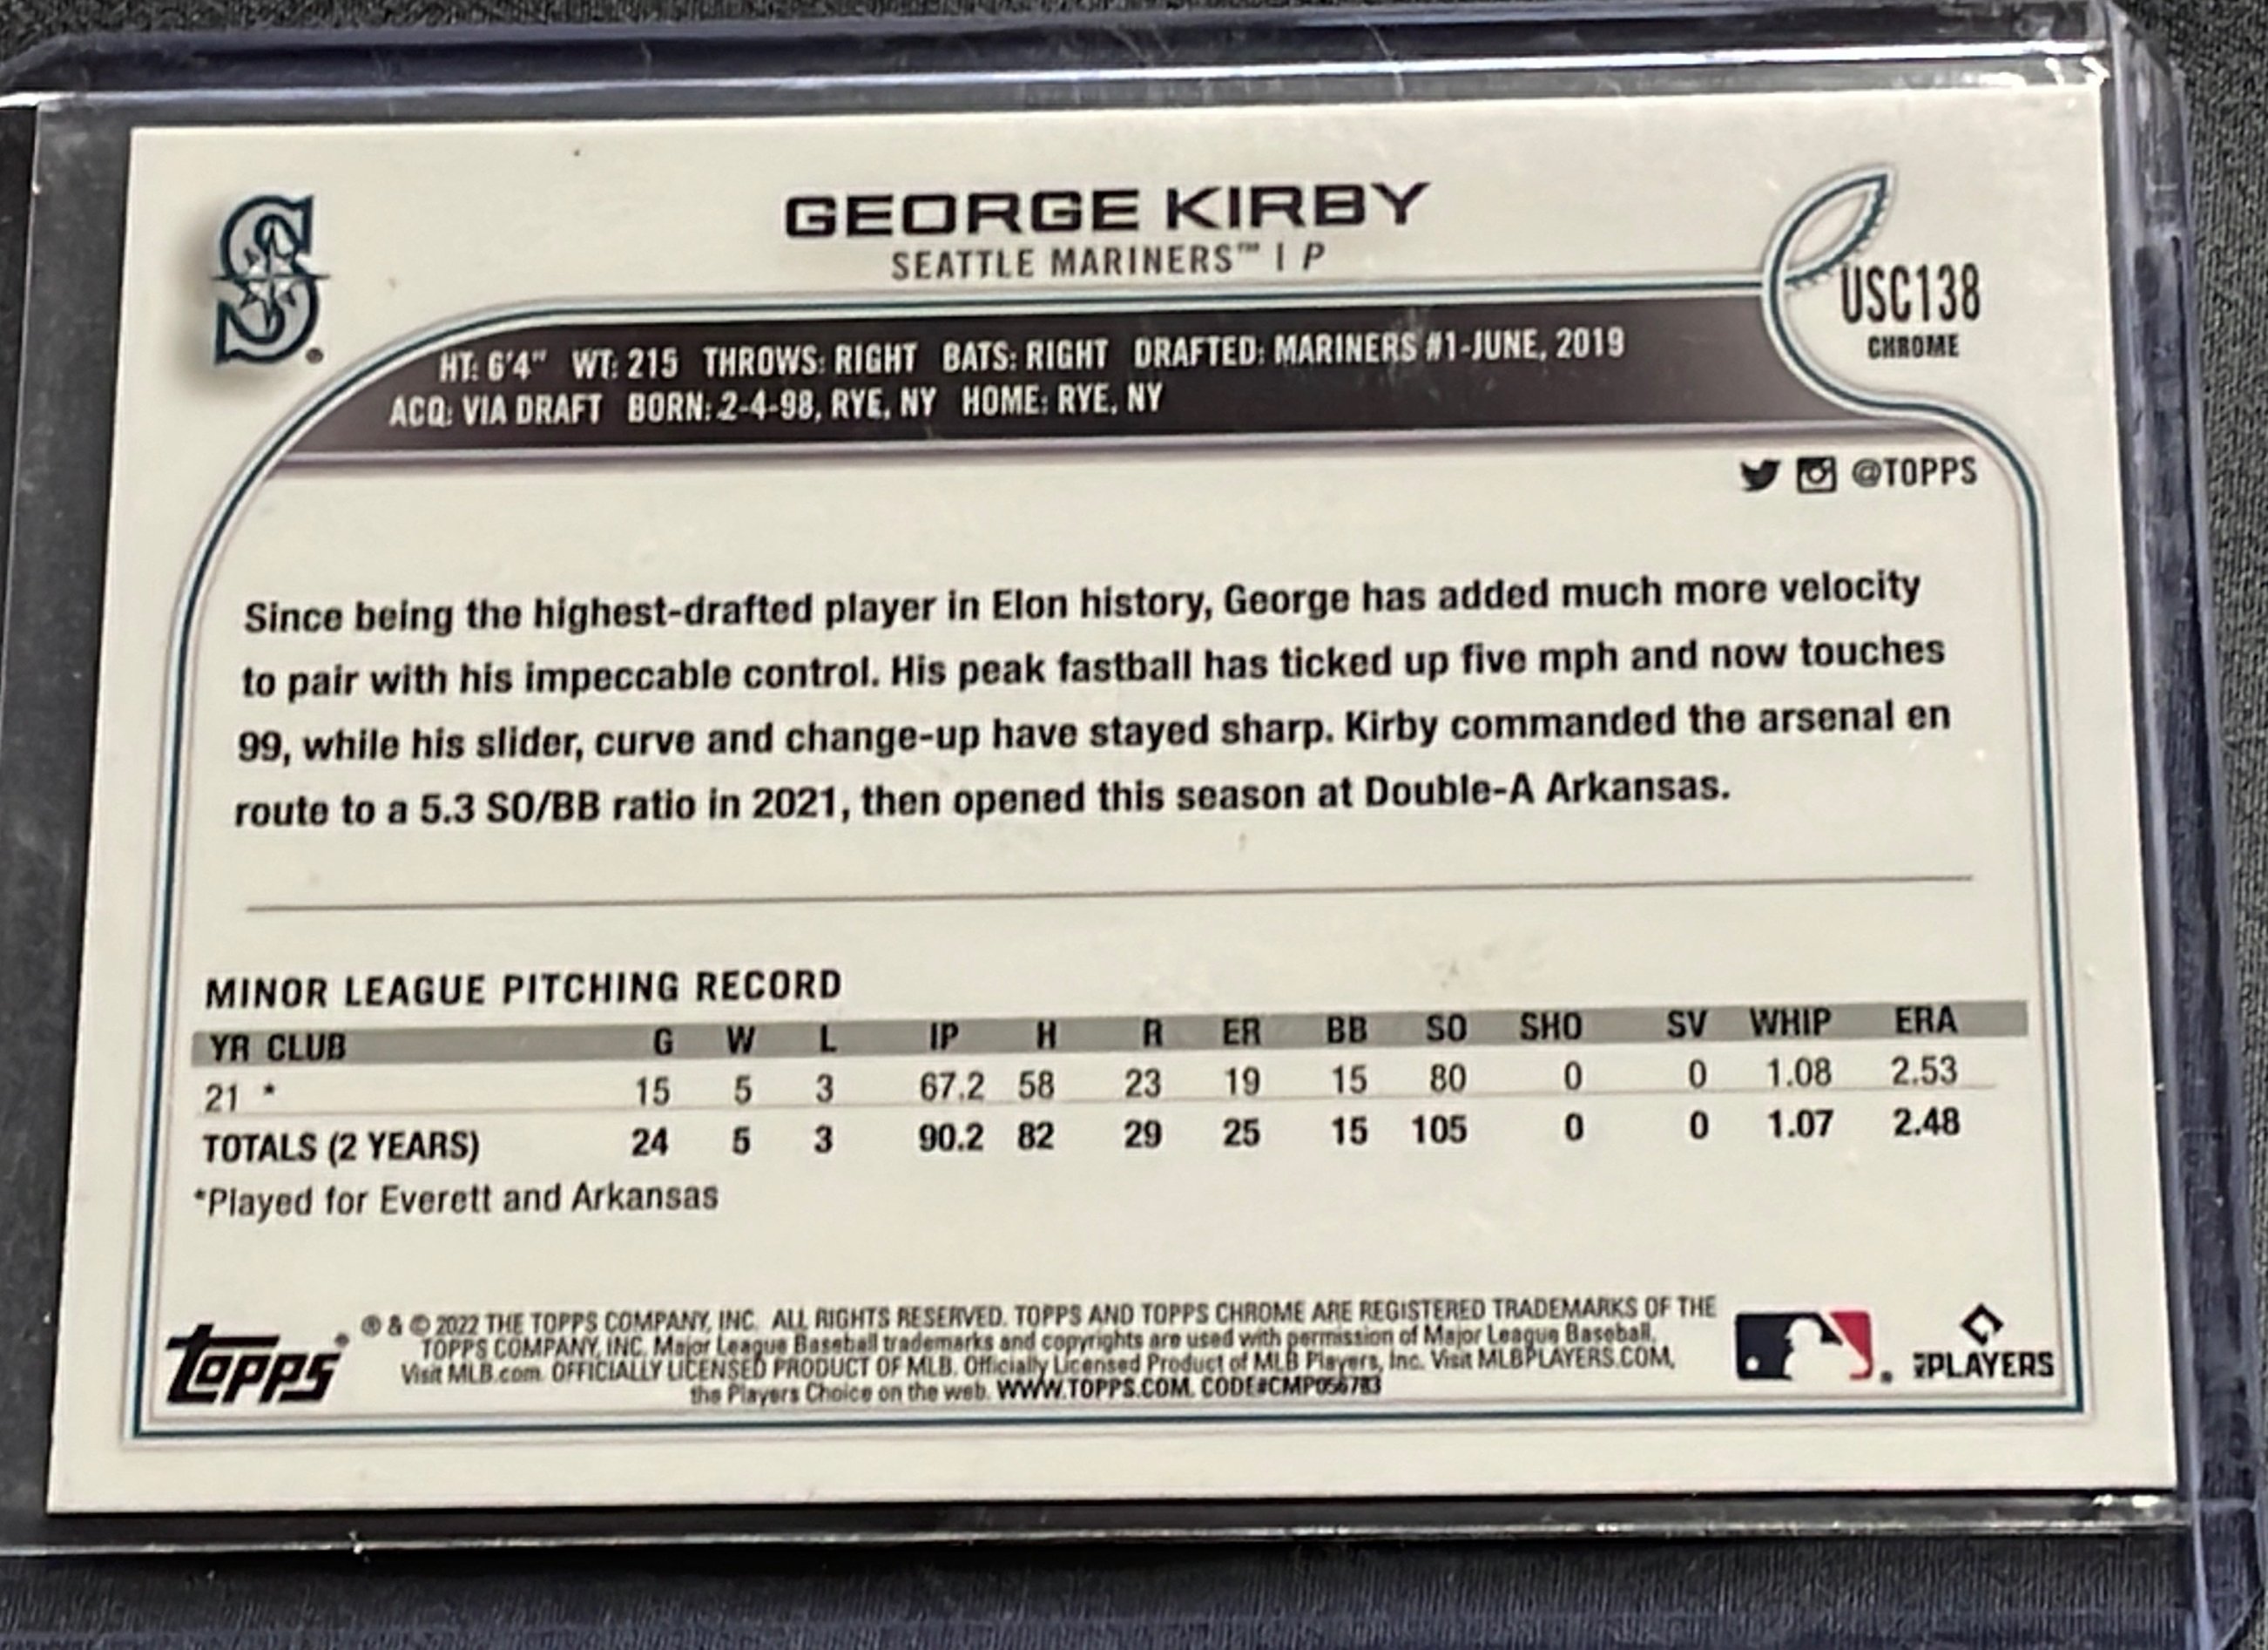 GEORGE KIRBY
SEATTLE MARINERS™ | P
S®
USC138
CHROME
HT: 6'4" WT: 215 THROWS: RIGHT BATS: RIGHT DRAFTED: MARINERS #1-JUNE, 2019
ACQ: VIA DRAFT BORN: 2-4-98, RYE, NY HOME: RYE, NY
@TOPPS
Since being the highest-drafted player in Elon history, George has added much more velocity
to pair with his impeccable control. His peak fastball has ticked up five mph and now touches
99, while his slider, curve and change-up have stayed sharp. Kirby commanded the arsenal en
route to a 5.3 SO/BB ratio in 2021, then opened this season at Double-A Arkansas.
MINOR LEAGUE PITCHING RECORD
YR CLUB G W L IP H R ER BB SO SHO SV WHIP ERA
21 * 15 5 3 67.2 58 23 19 15 80 0 0 1.08 2.53
TOTALS (2 YEARS) 24 5 3 90.2 82 29 25 15 105 0 0 1.07 2.48
*Played for Everett and Arkansas
topps®
® & © 2022 THE TOPPS COMPANY, INC. ALL RIGHTS RESERVED. TOPPS AND TOPPS CHROME ARE REGISTERED TRADEMARKS OF THE
TOPPS COMPANY, INC. Major League Baseball trademarks and copyrights are used with permission of Major League Baseball.
Visit MLB.com. OFFICIALLY LICENSED PRODUCT OF MLB. Officially Licensed Product of MLB Players, Inc. Visit MLBPLAYERS.COM,
the Players Choice on the web. WWW.TOPPS.COM. CODE#CMP056783
PLAYERS